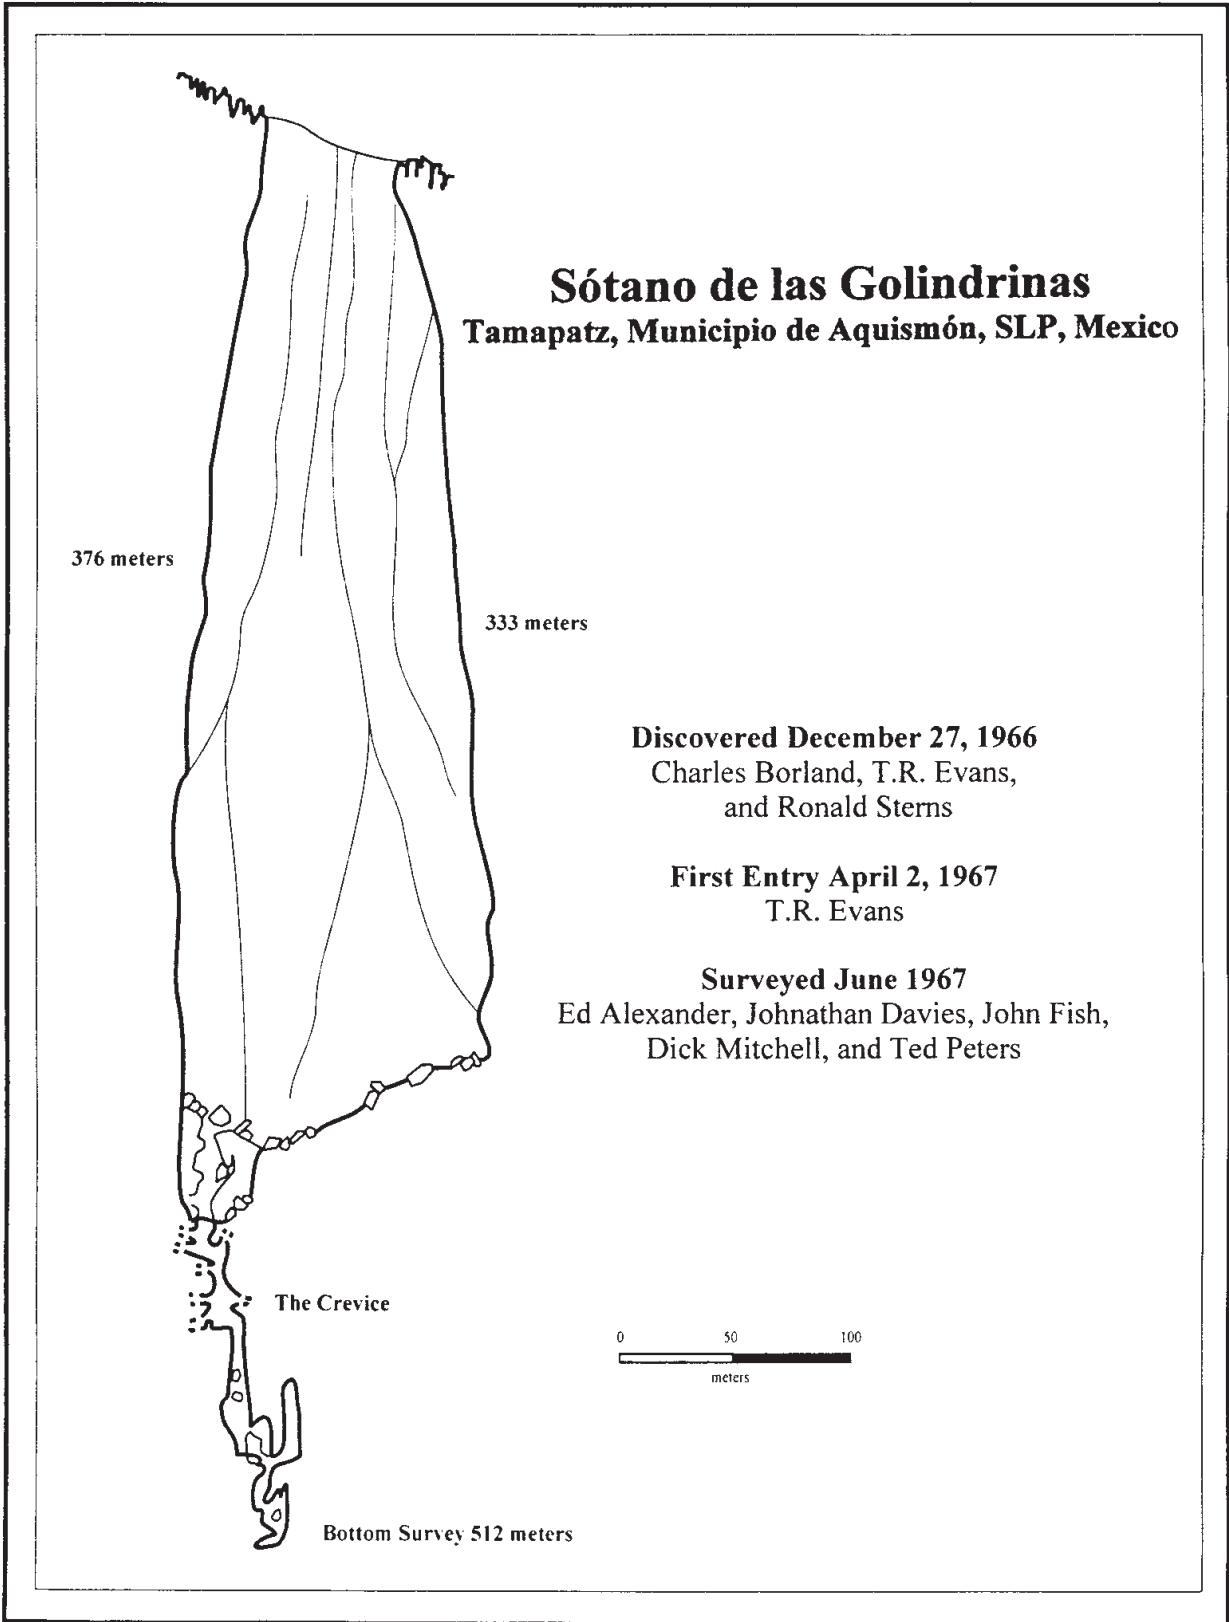 Sótano de las Golindrinas
Tamapatz, Municipio de Aquismón, SLP, Mexico
376 meters
333 meters
Discovered December 27, 1966
Charles Borland, T.R. Evans,
and Ronald Sterns
First Entry April 2, 1967
T.R. Evans
Surveyed June 1967
Ed Alexander, Johnathan Davies, John Fish,
Dick Mitchell, and Ted Peters
The Crevice
0 50 100
meters
Bottom Survey 512 meters